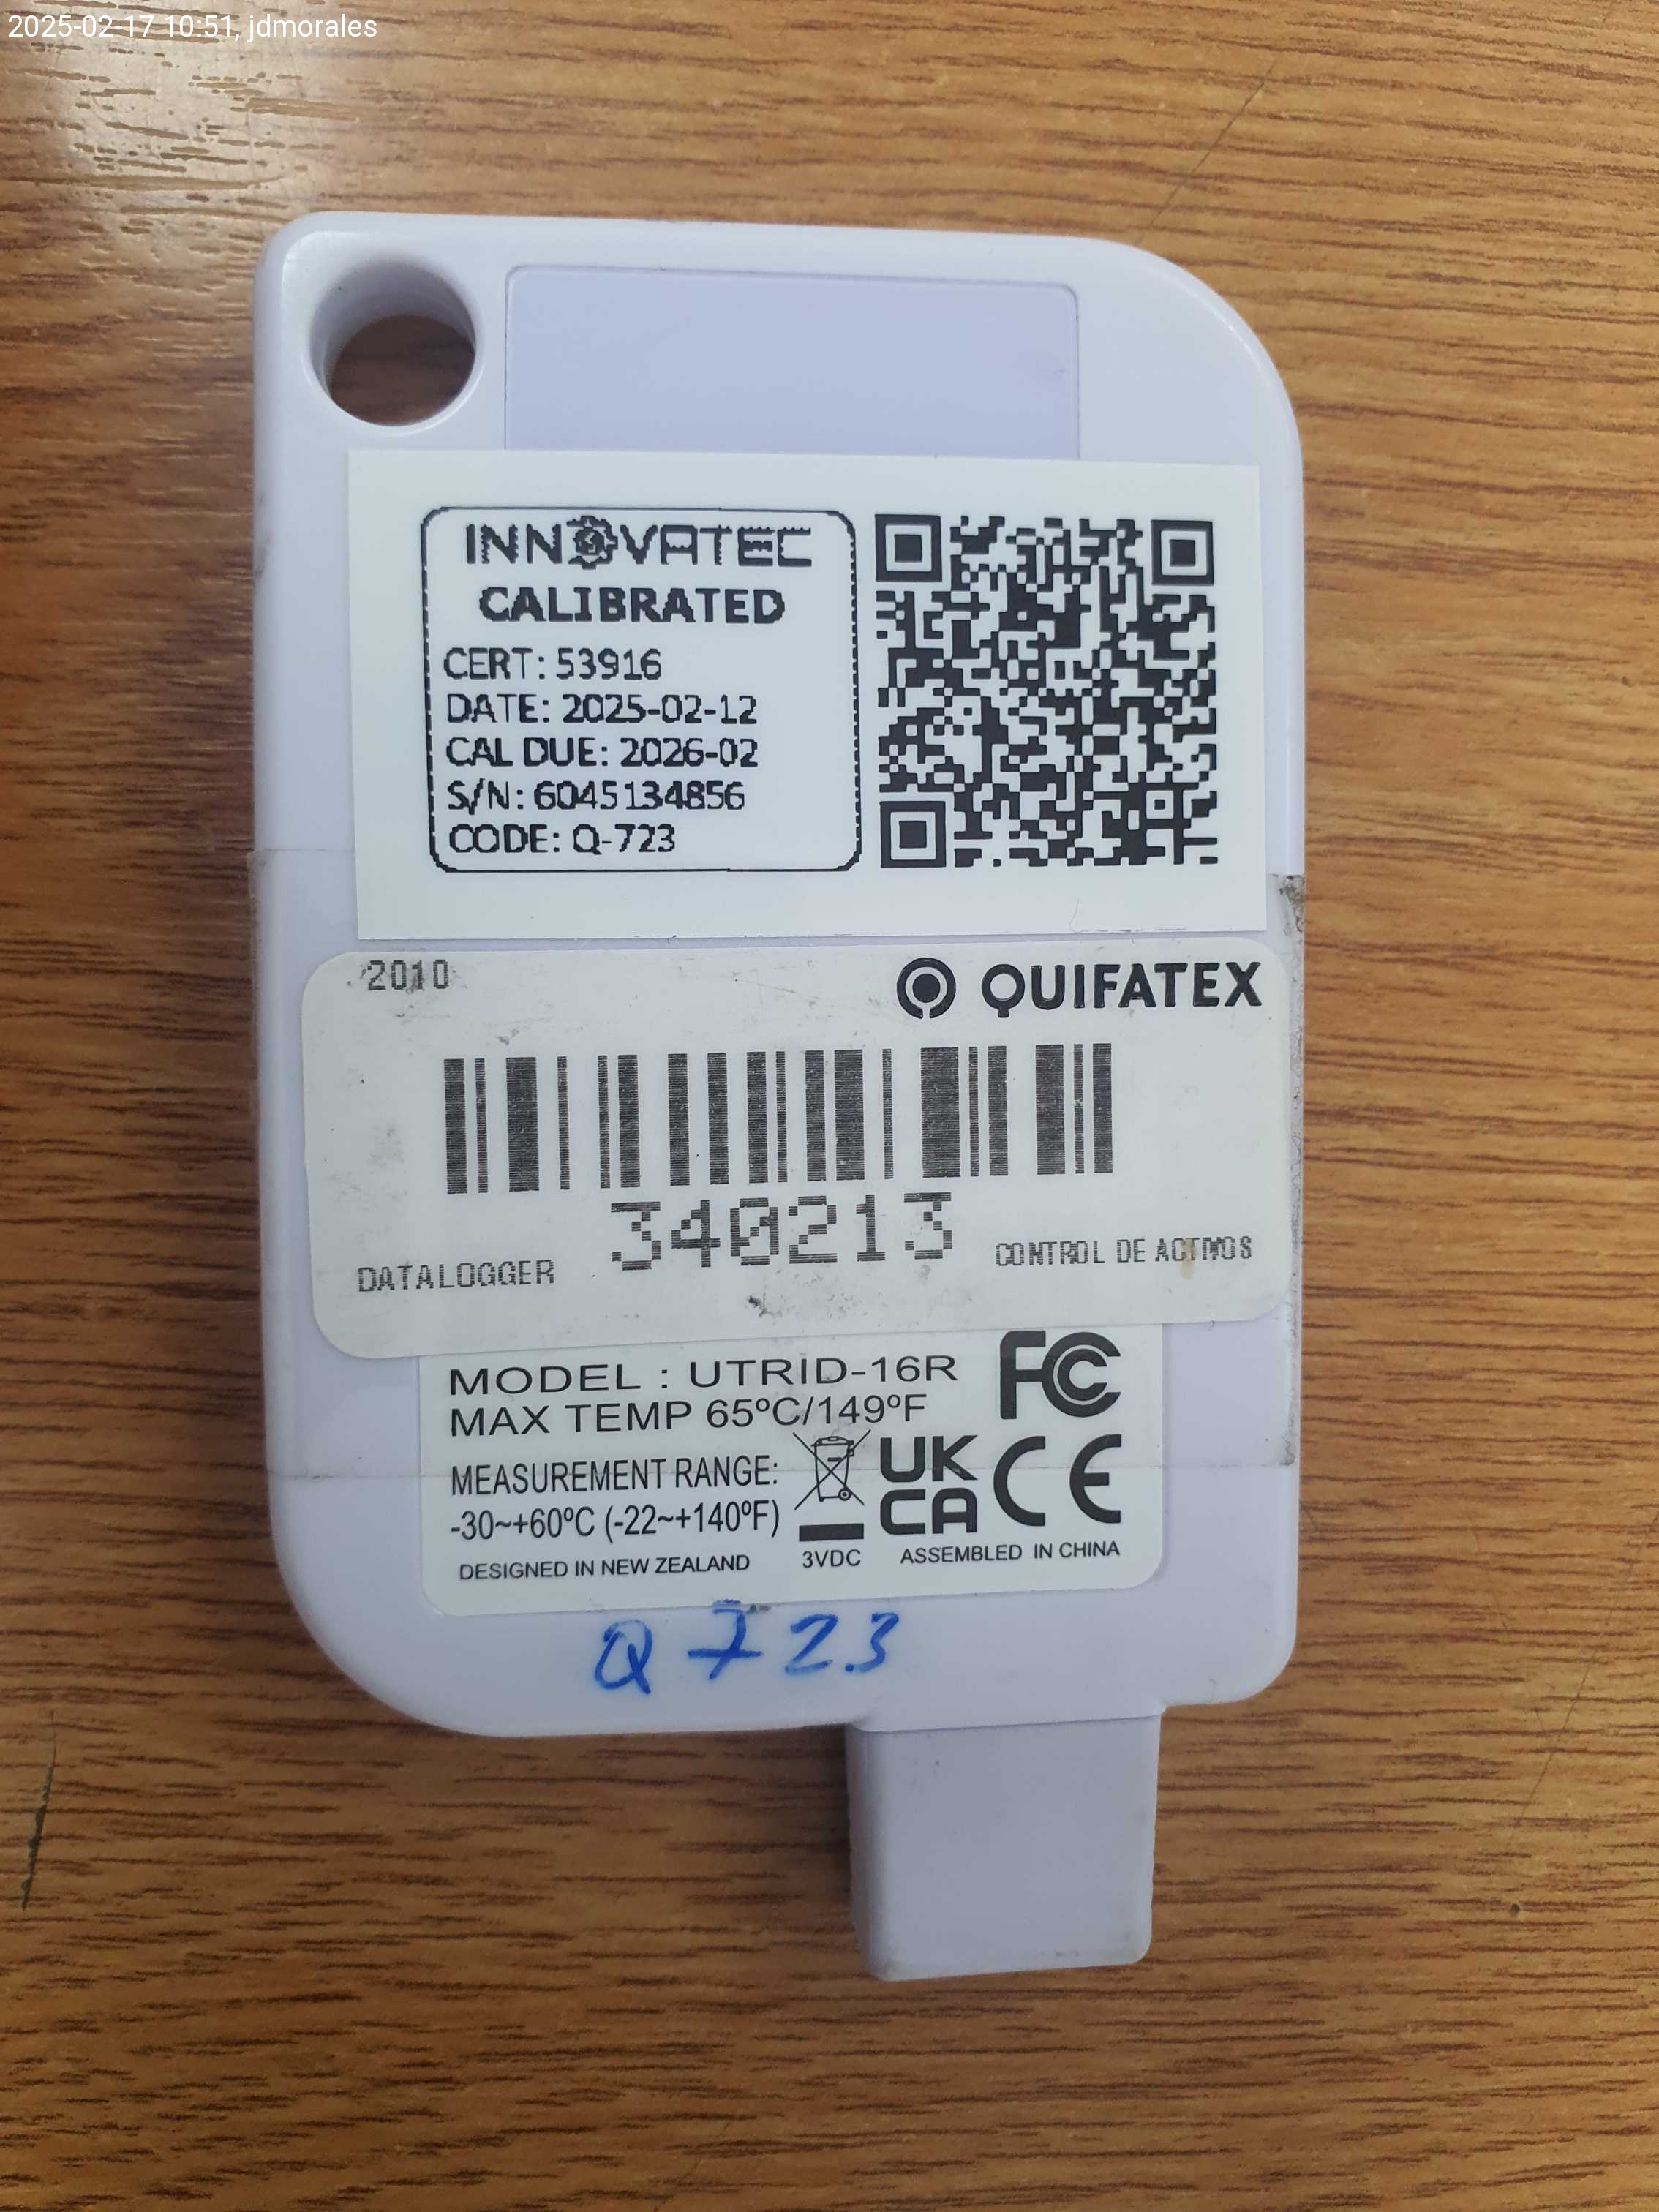 2025-02-17 10:51, jdmorales
INNOVATEC
CALIBRATED
CERT: 53916
DATE: 2025-02-12
CAL DUE: 2026-02
S/N: 6045134856
CODE: Q-723
2010
QUIFATEX
340213
DATALOGGER
CONTROL DE ACTIVOS
MODEL : UTRID-16R
FC
MAX TEMP 65ºC/149ºF
MEASUREMENT RANGE:
-30~+60ºC (-22~+140ºF)
UK
CA
CE
DESIGNED IN NEW ZEALAND
3VDC
ASSEMBLED IN CHINA
Q 723